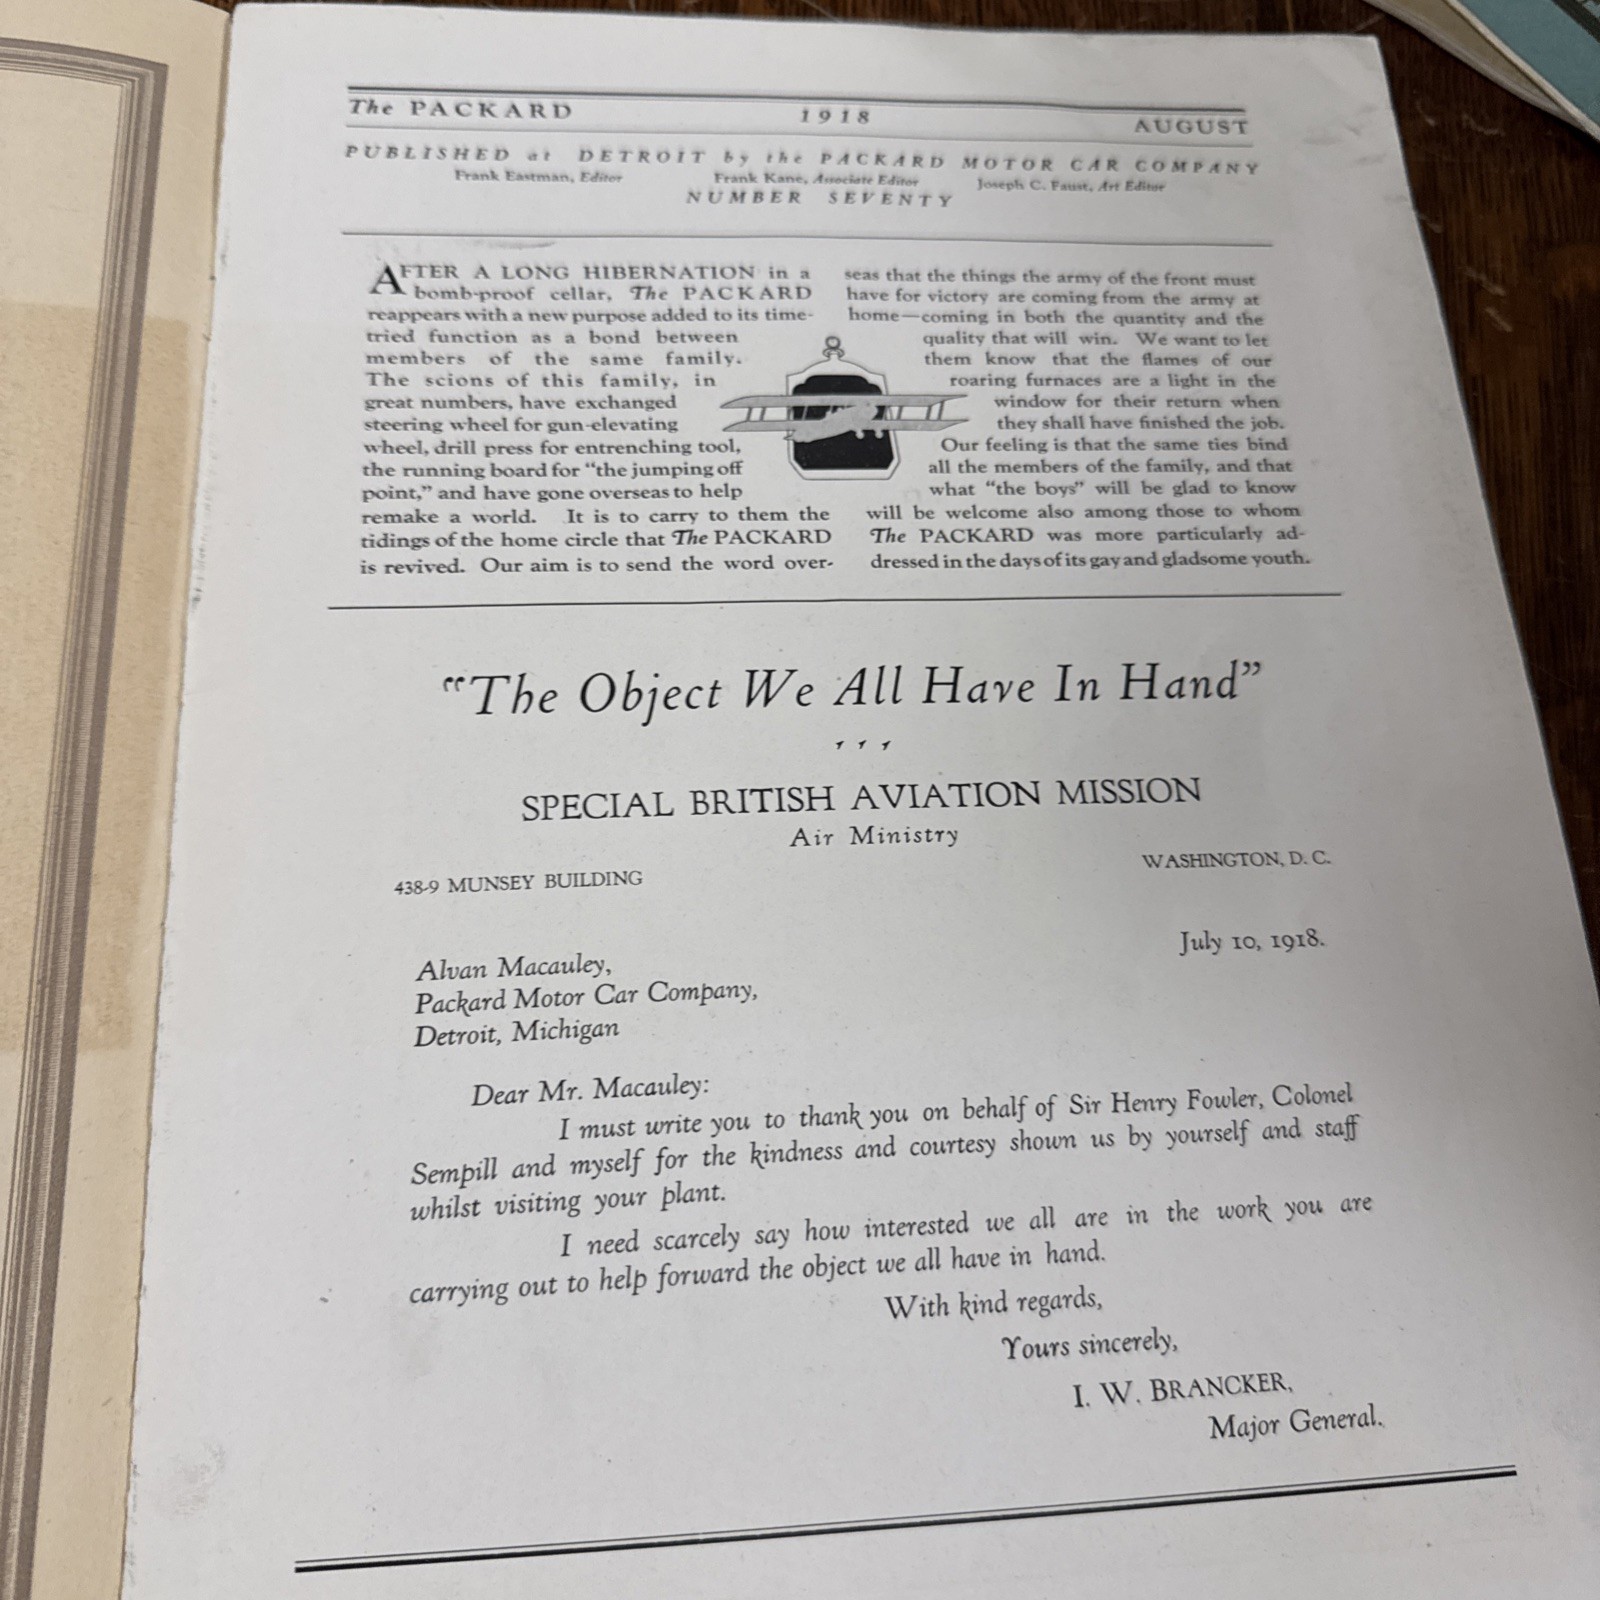 The PACKARD 1918 AUGUST
PUBLISHED at DETROIT by the PACKARD MOTOR CAR COMPANY
Frank Eastman, Editor Frank Kane, Associate Editor Joseph C. Faust, Art Editor
NUMBER SEVENTY
AFTER A LONG HIBERNATION in a
bomb-proof cellar, The PACKARD
reappears with a new purpose added to its time-
tried function as a bond between
members of the same family.
The scions of this family, in
great numbers, have exchanged
steering wheel for gun-elevating
wheel, drill press for entrenching tool,
the running board for “the jumping off
point,” and have gone overseas to help
remake a world. It is to carry to them the
tidings of the home circle that The PACKARD
is revived. Our aim is to send the word over-
seas that the things the army of the front must
have for victory are coming from the army at
home—coming in both the quantity and the
quality that will win. We want to let
them know that the flames of our
roaring furnaces are a light in the
window for their return when
they shall have finished the job.
Our feeling is that the same ties bind
all the members of the family, and that
what “the boys” will be glad to know
will be welcome also among those to whom
The PACKARD was more particularly ad-
dressed in the days of its gay and gladsome youth.
“The Object We All Have In Hand”
SPECIAL BRITISH AVIATION MISSION
Air Ministry
438-9 MUNSEY BUILDING WASHINGTON, D. C.
July 10, 1918.
Alvan Macauley,
Packard Motor Car Company,
Detroit, Michigan
Dear Mr. Macauley:
I must write you to thank you on behalf of Sir Henry Fowler, Colonel
Sempill and myself for the kindness and courtesy shown us by yourself and staff
whilst visiting your plant.
I need scarcely say how interested we all are in the work you are
carrying out to help forward the object we all have in hand.
With kind regards,
Yours sincerely,
I. W. BRANCKER,
Major General.